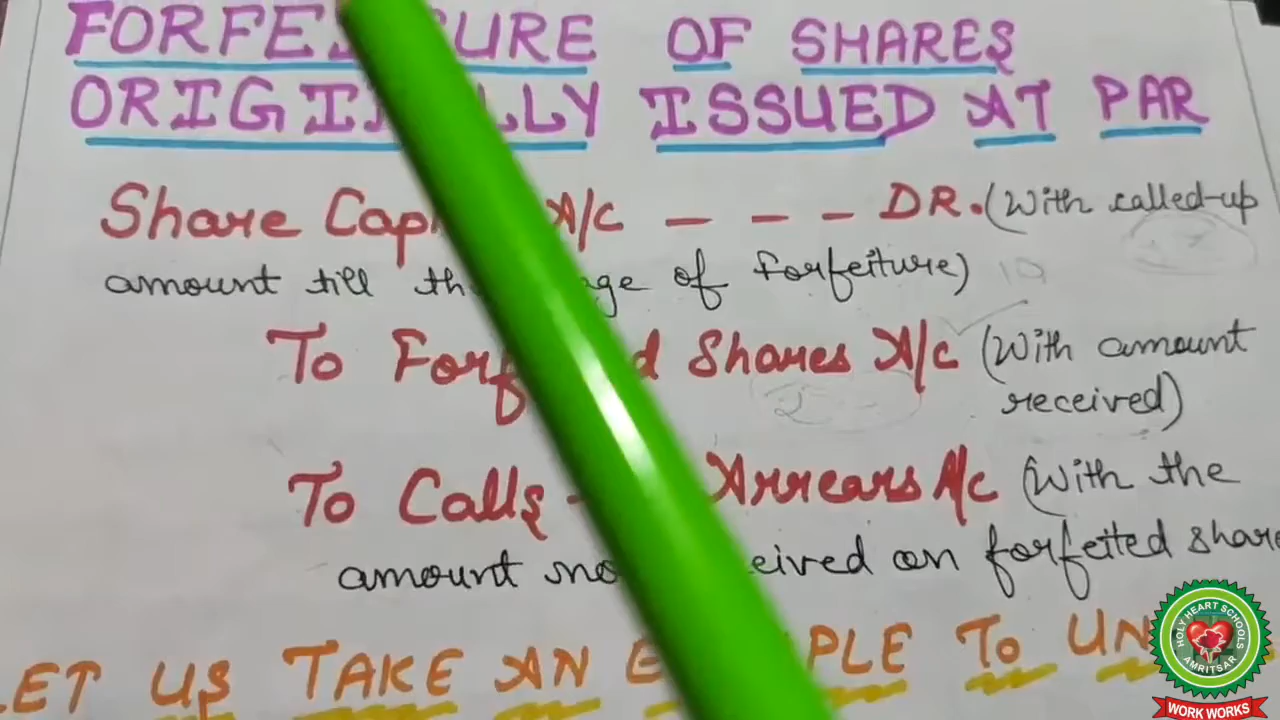 FORFE URE OF SHARES
ORIGI LLY ISSUED AT PAR
Share Cap A/c - - - DR. (With called-up
amount till th ge of Forfeiture)
To Forf d Shares A/c (With amount
received)
To Calls - Arrears A/c (With the
amount no eived on forfeited share
ET US TAKE AN E PLE To UN
HOLY HEART SCHOOLS
AMRITSAR
WORK WORKS